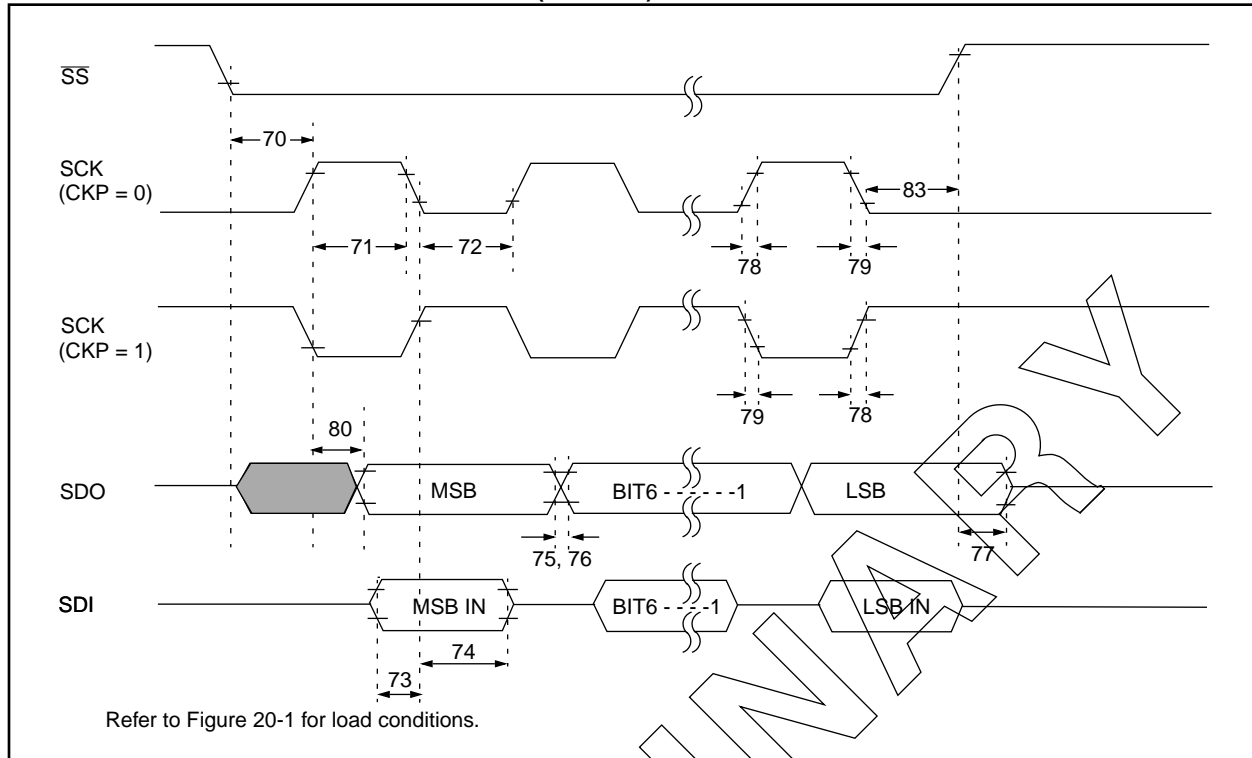 SS
70
SCK
(CKP = 0)
83
71
72
78
79
SCK
(CKP = 1)
79
78
80
SDO
MSB
BIT6 - - - - - - -1
LSB
75, 76
77
SDI
MSB IN
BIT6 - - - - -1
LSB IN
74
73
Refer to Figure 20-1 for load conditions.
INARY